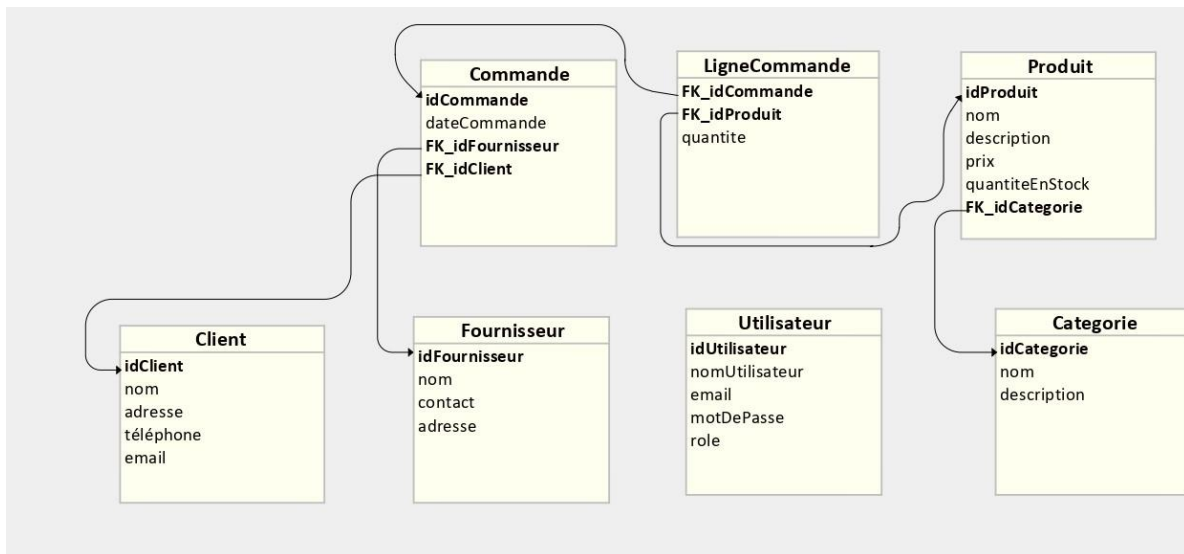 Commande
idCommande
dateCommande
FK_idFournisseur
FK_idClient
LigneCommande
FK_idCommande
FK_idProduit
quantite
Produit
idProduit
nom
description
prix
quantiteEnStock
FK_idCategorie
Client
idClient
nom
adresse
téléphone
email
Fournisseur
idFournisseur
nom
contact
adresse
Utilisateur
idUtilisateur
nomUtilisateur
email
motDePasse
role
Categorie
idCategorie
nom
description